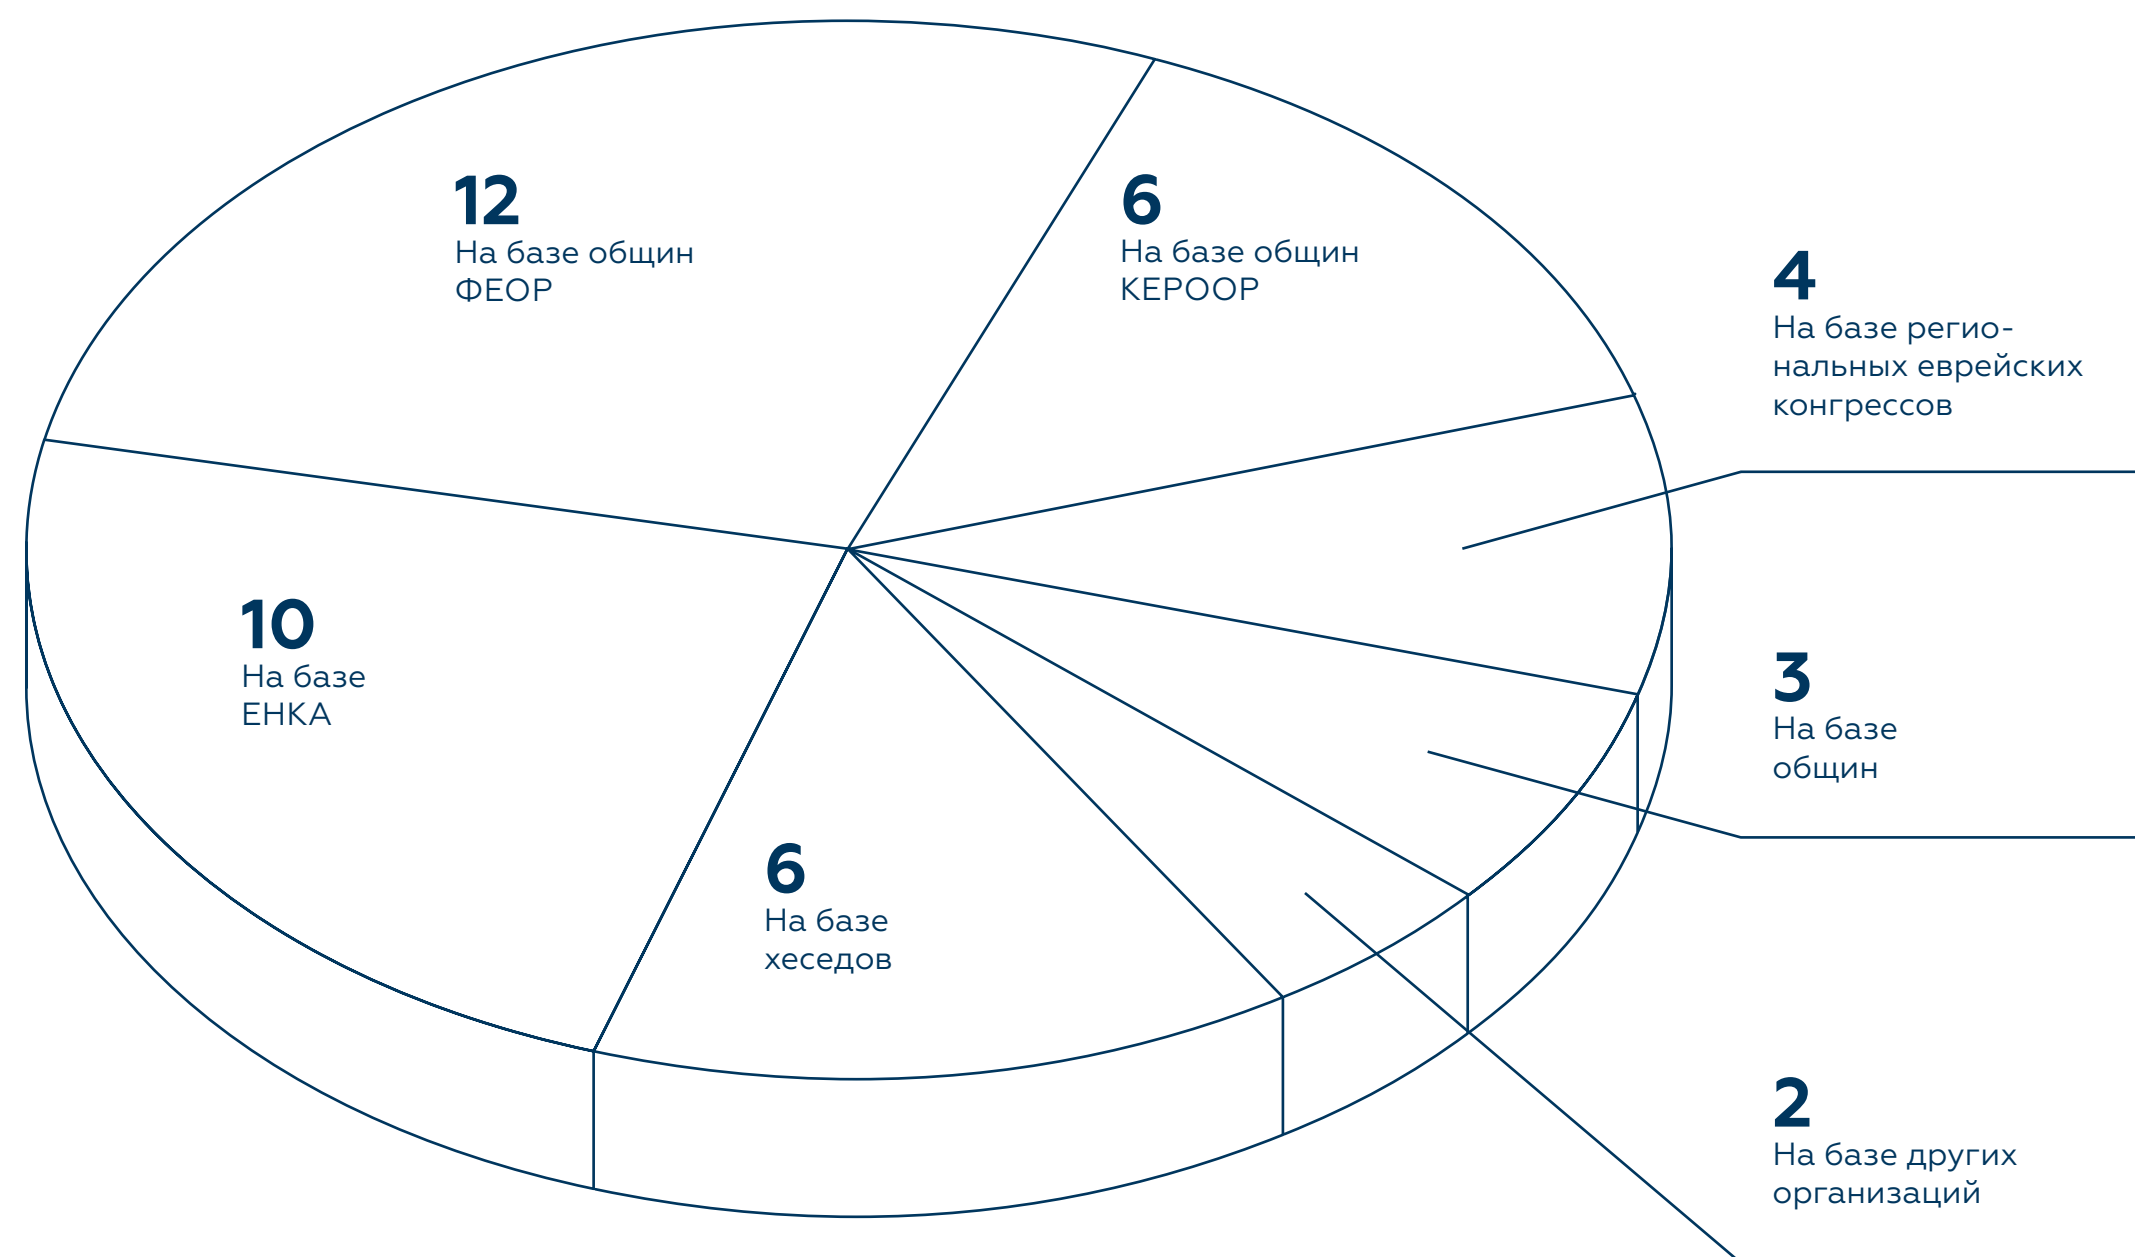 12
На базе общин
ФЕОР
6
На базе общин
КЕРООР
4
На базе регио-
нальных еврейских
конгрессов
10
На базе
ЕНКА
3
На базе
общин
6
На базе
хеседов
2
На базе других
организаций